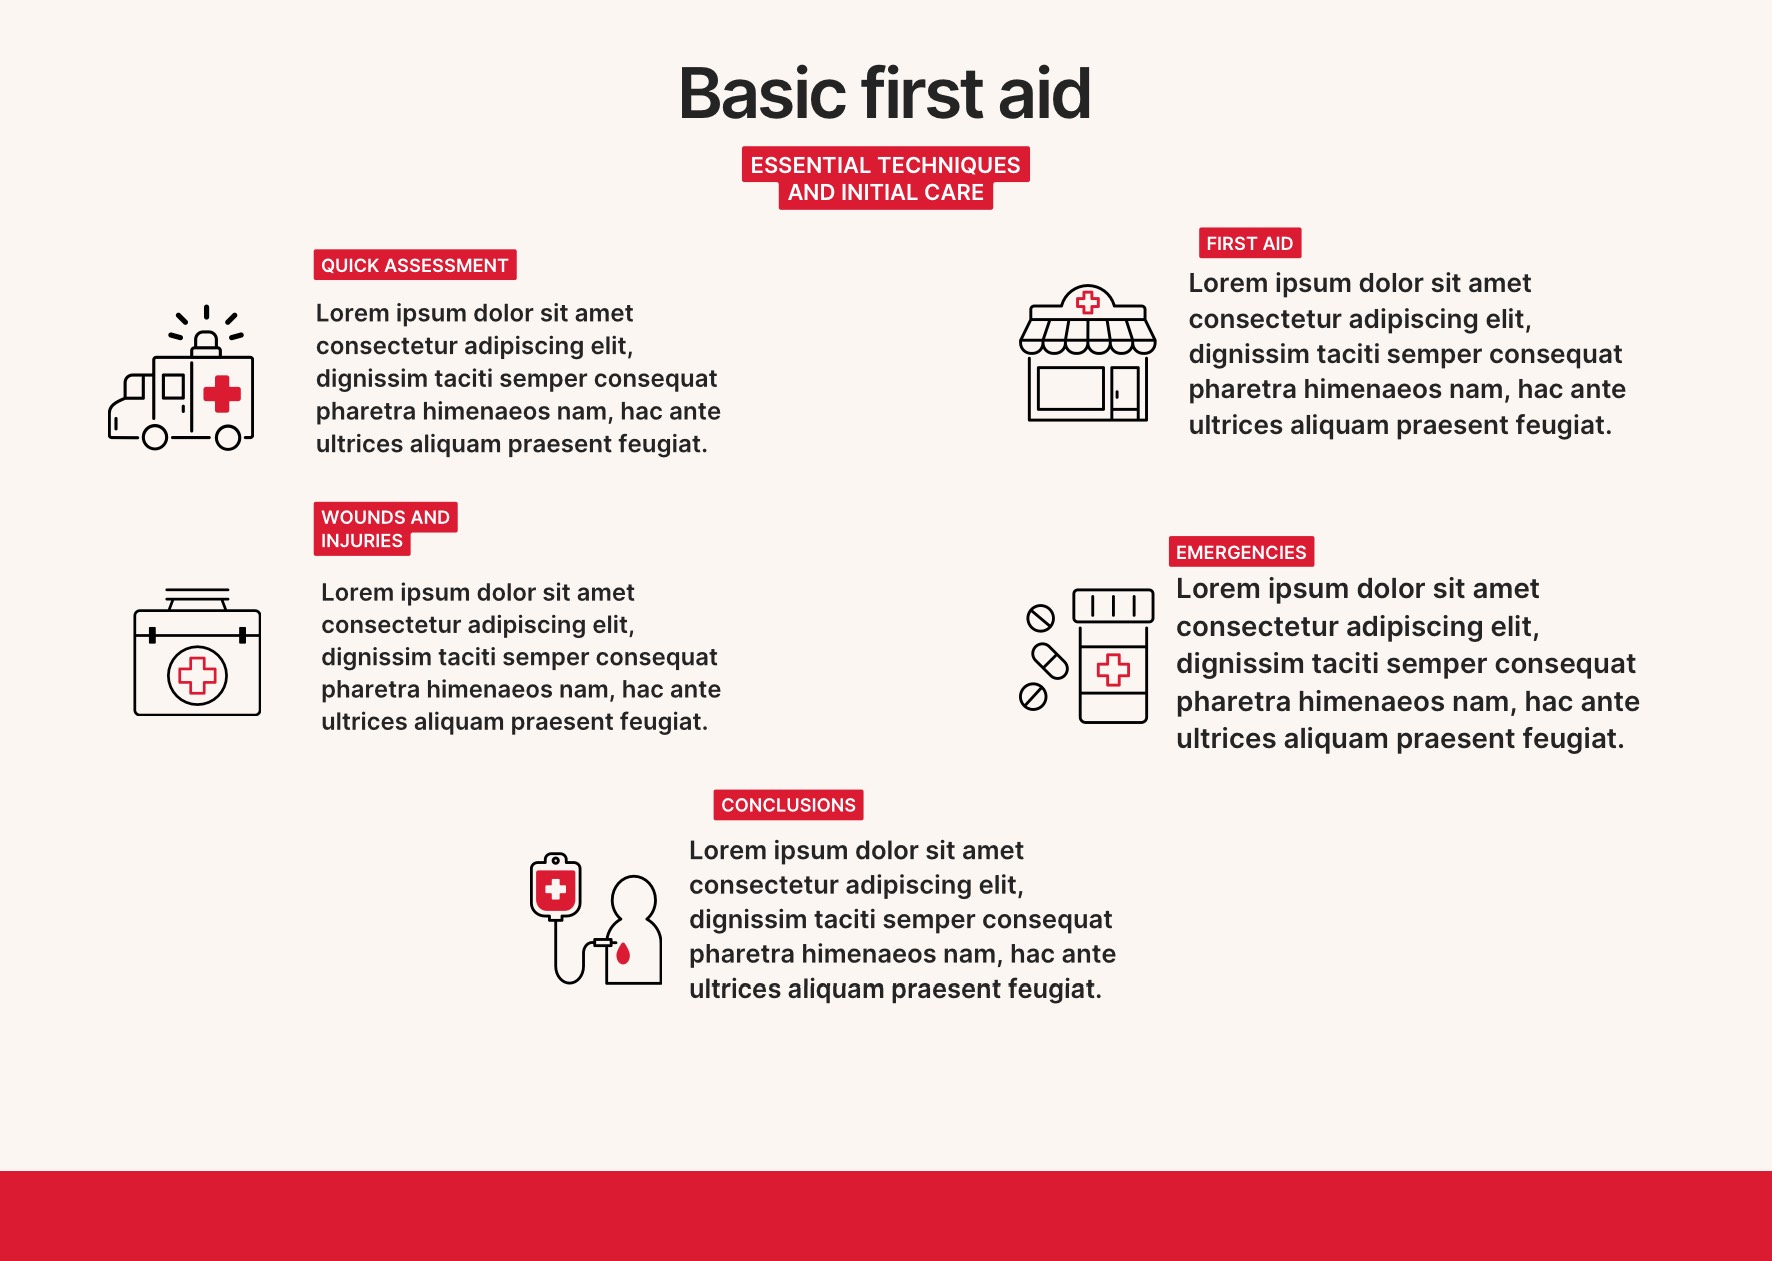 Basic first aid
ESSENTIAL TECHNIQUES
AND INITIAL CARE
QUICK ASSESSMENT
Lorem ipsum dolor sit amet
consectetur adipiscing elit,
dignissim taciti semper consequat
pharetra himenaeos nam, hac ante
ultrices aliquam praesent feugiat.
FIRST AID
Lorem ipsum dolor sit amet
consectetur adipiscing elit,
dignissim taciti semper consequat
pharetra himenaeos nam, hac ante
ultrices aliquam praesent feugiat.
WOUNDS AND
INJURIES
Lorem ipsum dolor sit amet
consectetur adipiscing elit,
dignissim taciti semper consequat
pharetra himenaeos nam, hac ante
ultrices aliquam praesent feugiat.
EMERGENCIES
Lorem ipsum dolor sit amet
consectetur adipiscing elit,
dignissim taciti semper consequat
pharetra himenaeos nam, hac ante
ultrices aliquam praesent feugiat.
CONCLUSIONS
Lorem ipsum dolor sit amet
consectetur adipiscing elit,
dignissim taciti semper consequat
pharetra himenaeos nam, hac ante
ultrices aliquam praesent feugiat.